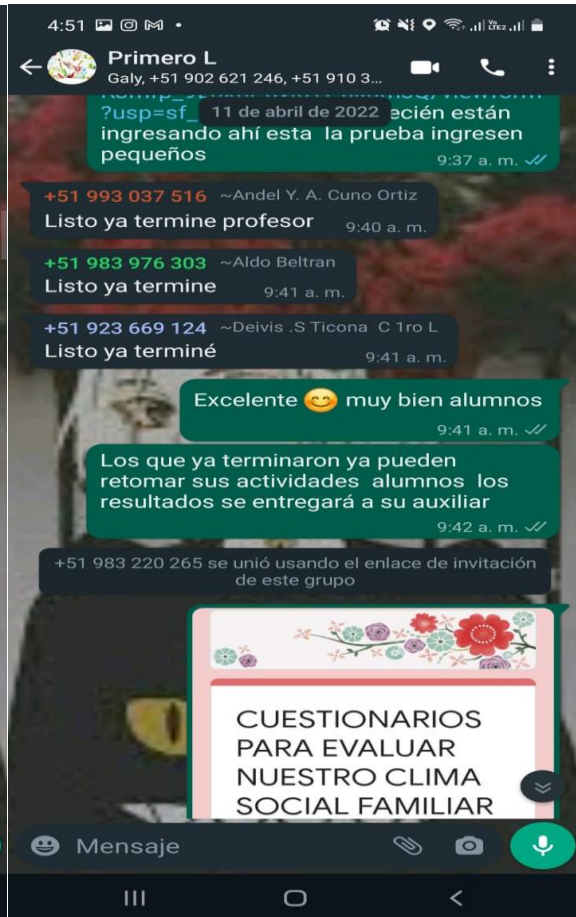 4:51
Primero L
Galy, +51 902 621 246, +51 910 3...
?usp=sf_
11 de abril de 2022
ecién están
ingresando ahí esta la prueba ingresen
pequeños
9:37 a. m.
+51 993 037 516 ~Andel Y. A. Cuno Ortiz
Listo ya termine profesor 9:40 a. m.
+51 983 976 303 ~Aldo Beltran
Listo ya termine 9:41 a. m.
+51 923 669 124 ~Deivis .S Ticona C 1ro L
Listo ya terminé 9:41 a. m.
Excelente 😊 muy bien alumnos
9:41 a. m.
Los que ya terminaron ya pueden
retomar sus actividades alumnos los
resultados se entregará a su auxiliar
9:42 a. m.
+51 983 220 265 se unió usando el enlace de invitación
de este grupo
CUESTIONARIOS
PARA EVALUAR
NUESTRO CLIMA
SOCIAL FAMILIAR
Mensaje